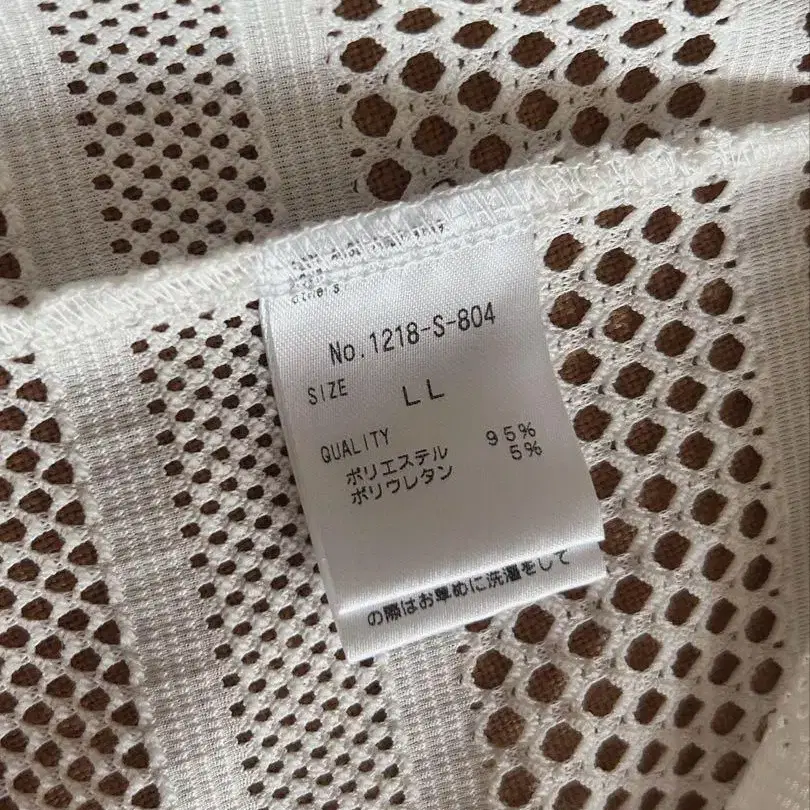 others
No.1218-S-804
SIZE LL
QUALITY
ポリエステル 95%
ポリウレタン 5%
の際はお早めに洗濯をして